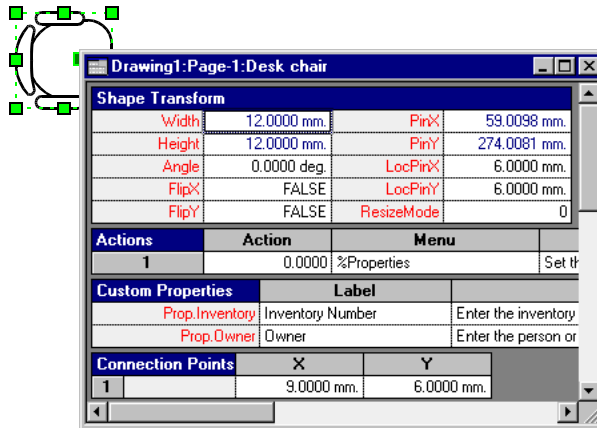 Drawing1:Page-1:Desk chair
Shape Transform
Width 12.0000 mm. PinX 59.0098 mm.
Height 12.0000 mm. PinY 274.0081 mm.
Angle 0.0000 deg. LocPinX 6.0000 mm.
FlipX FALSE LocPinY 6.0000 mm.
FlipY FALSE ResizeMode 0
Actions Action Menu
1 0.0000 %Properties Set th
Custom Properties Label
Prop.Inventory Inventory Number Enter the inventory
Prop.Owner Owner Enter the person or
Connection Points X Y
1 9.0000 mm. 6.0000 mm.